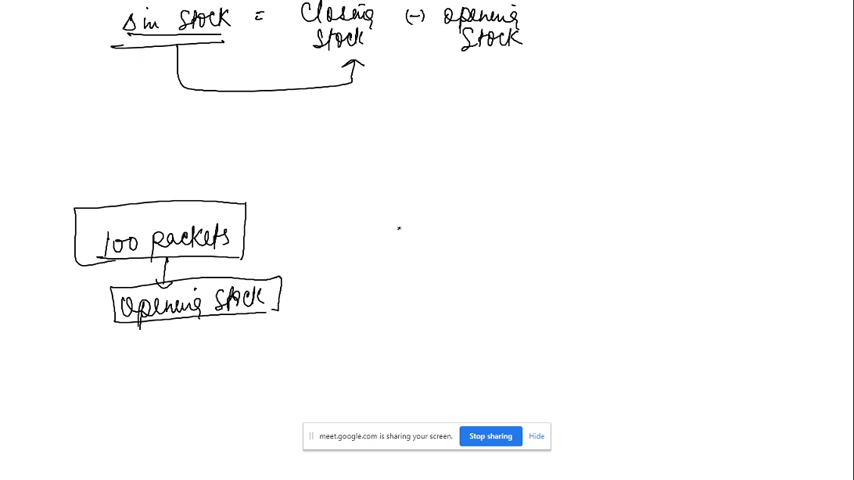 Δ in stock = Closing stock (-) opening stock
100 packets
opening stock
meet.google.com is sharing your screen. Stop sharing Hide